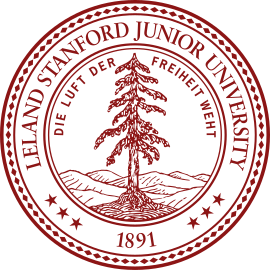 LELAND STANFORD JUNIOR UNIVERSITY
DIE LUFT DER FREIHEIT WEHT
1891